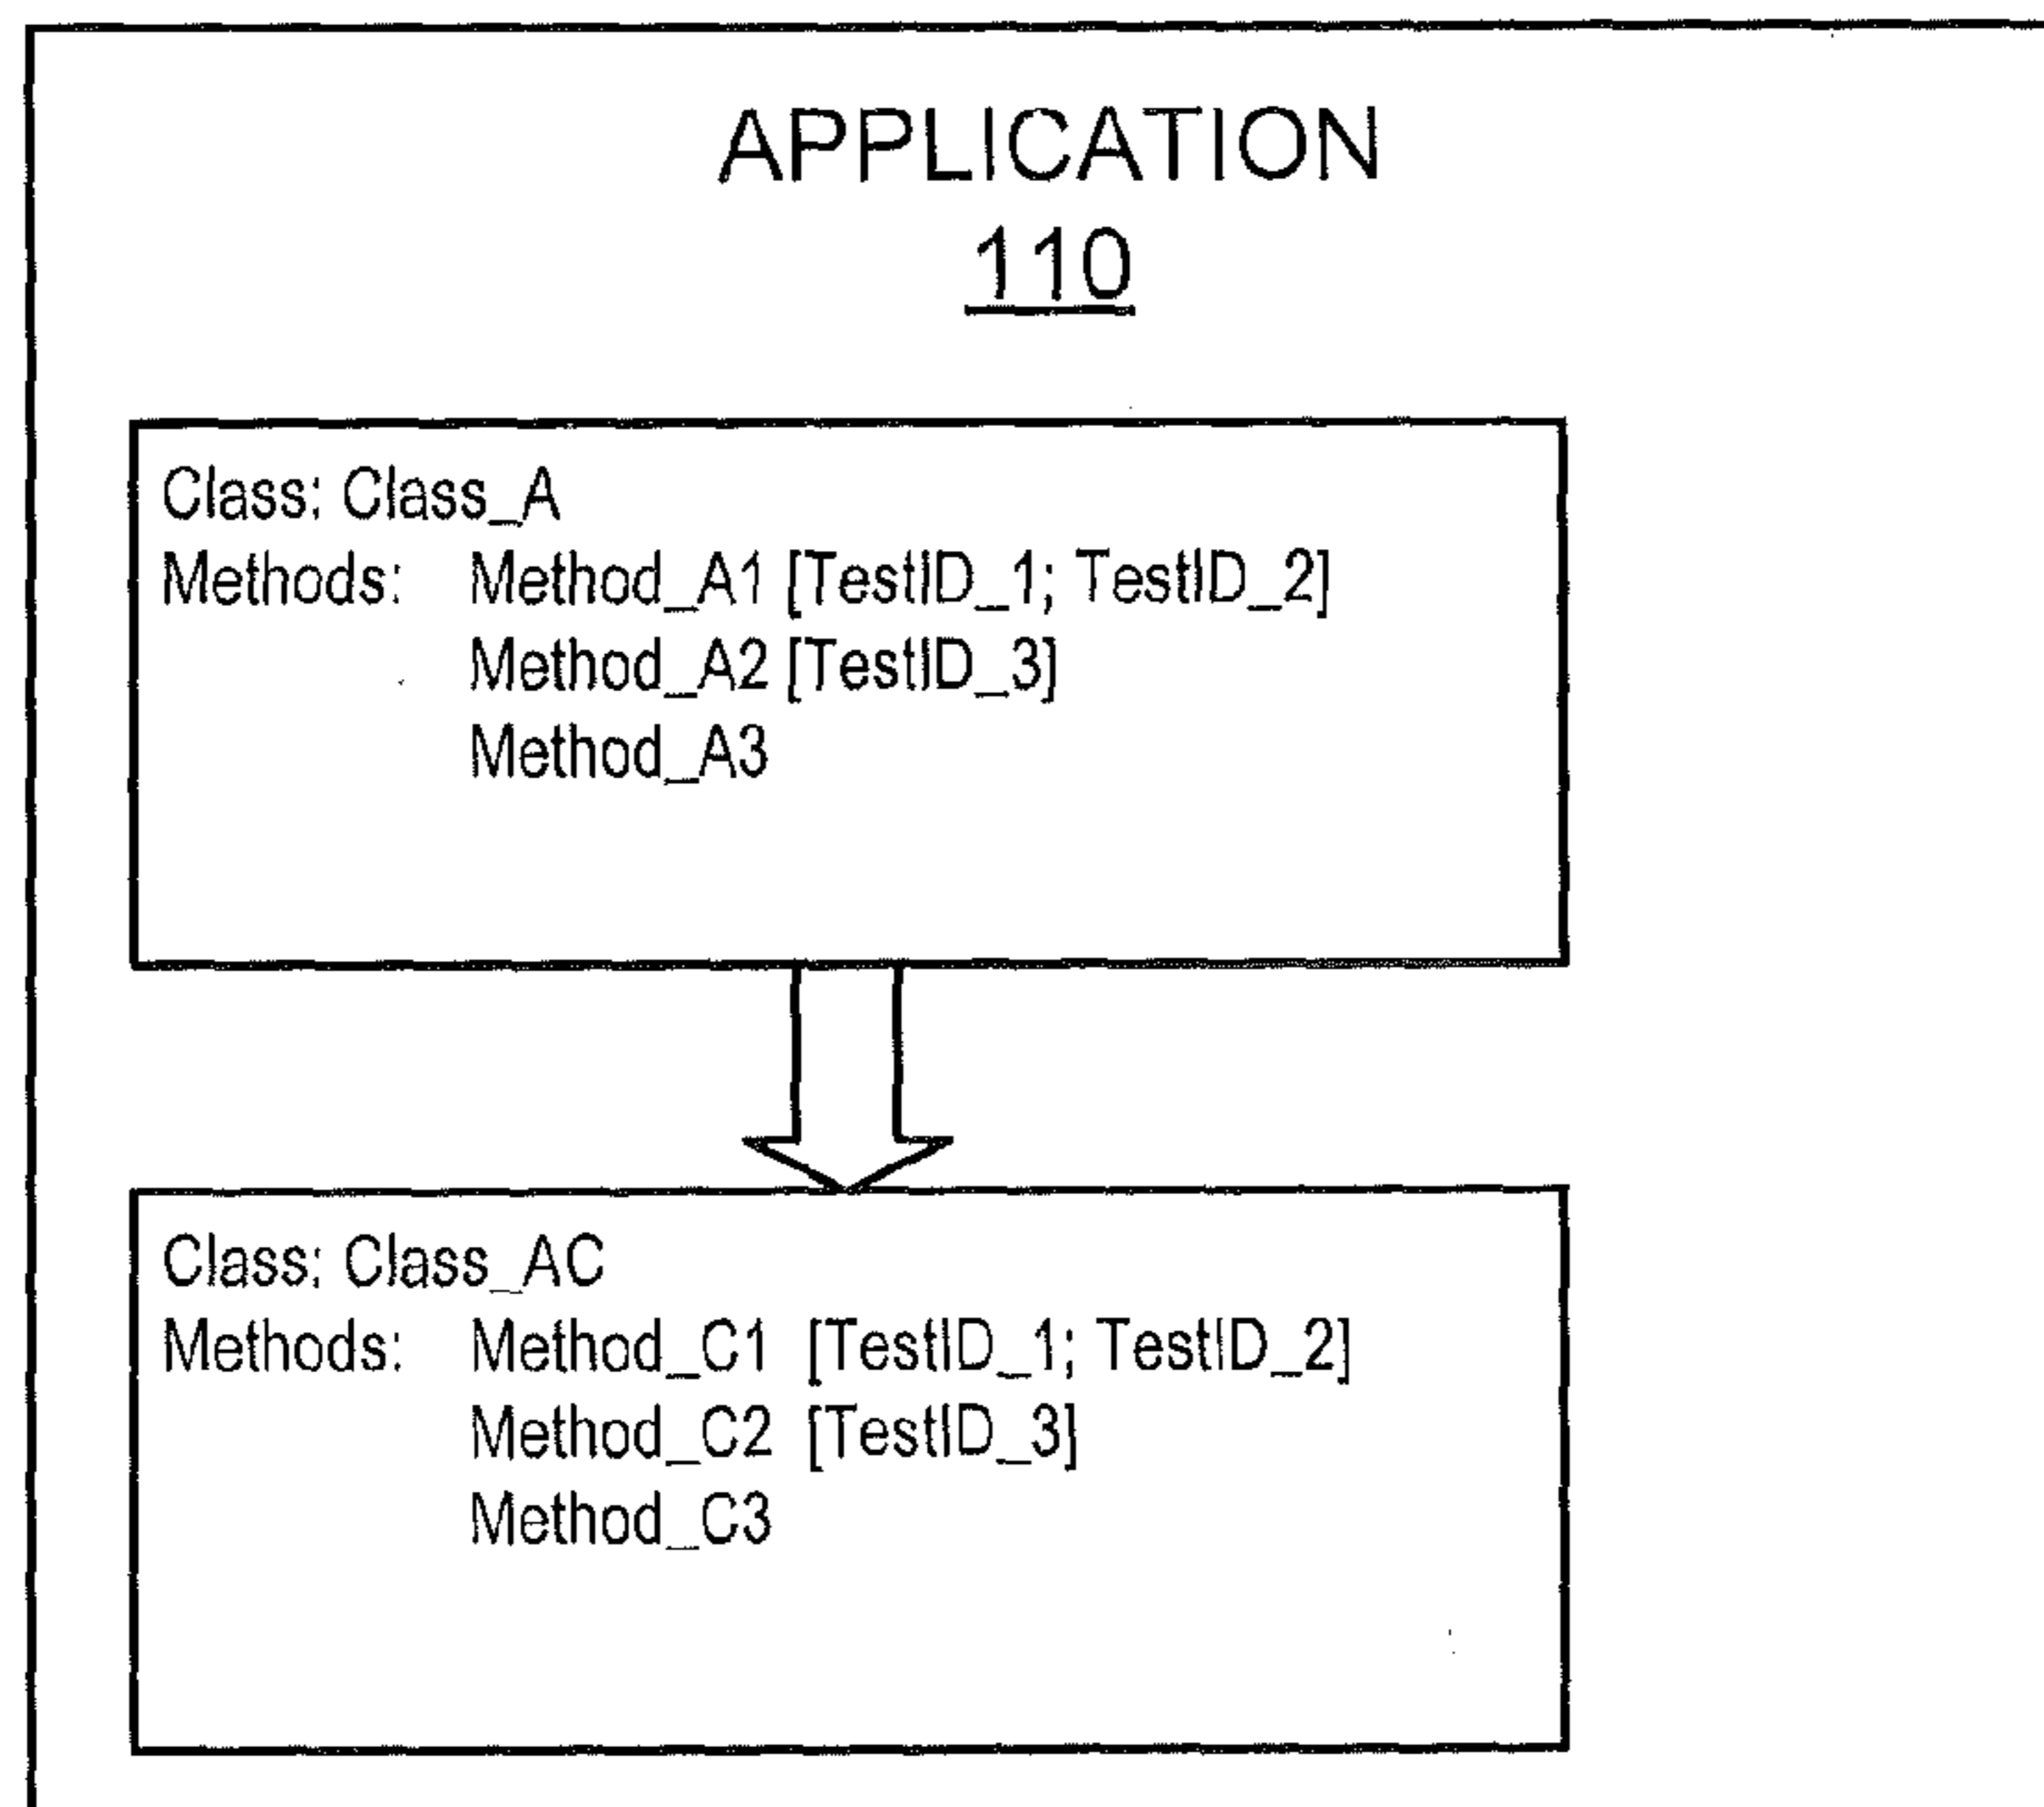 APPLICATION
110
Class: Class_A
Methods: Method_A1 [TestID_1; TestID_2]
Method_A2 [TestID_3]
Method_A3
Class: Class_AC
Methods: Method_C1 [TestID_1; TestID_2]
Method_C2 [TestID_3]
Method_C3